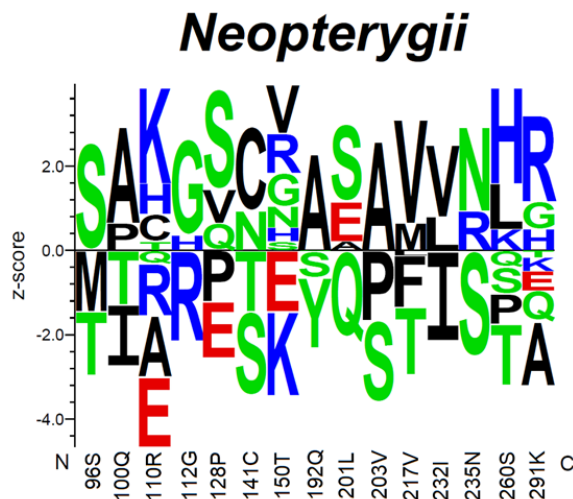 Neopterygii
z-score
2.0
0.0
-2.0
-4.0
S M T
A P T I
K H C Q R A E
G H R
S V Q P E
C N T S
V R G N H S E K
A S Y
S E A Q
A P S
V M F T
V L I
N R S
H L K Q S P T
R G H K E Q A
N 96S 100Q 110R 112G 128P 141C 150T 192Q 201L 203V 217V 232I 235N 260S 291K